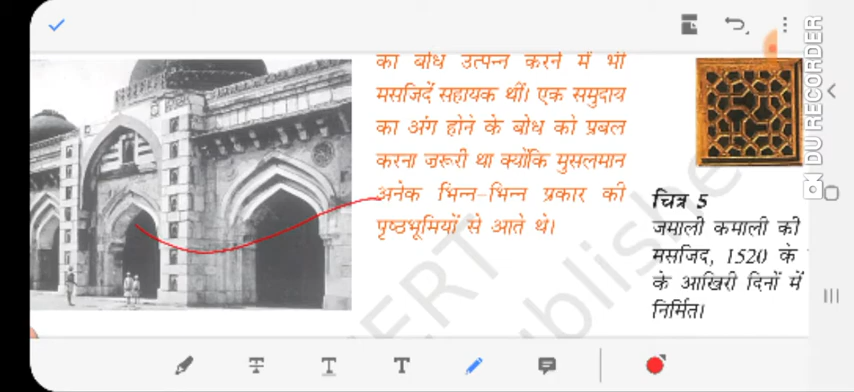 का बोध उत्पन्न करने में भी
मसजिदें सहायक थीं। एक समुदाय
का अंग होने के बोध को प्रबल
करना ज़रूरी था क्योंकि मुसलमान
अनेक भिन्न-भिन्न प्रकार की
पृष्ठभूमियों से आते थे।
चित्र 5
जमाली कमाली की
मसजिद, 1520 के
के आखिरी दिनों में
निर्मित।
DU RECORDER
T
T
T